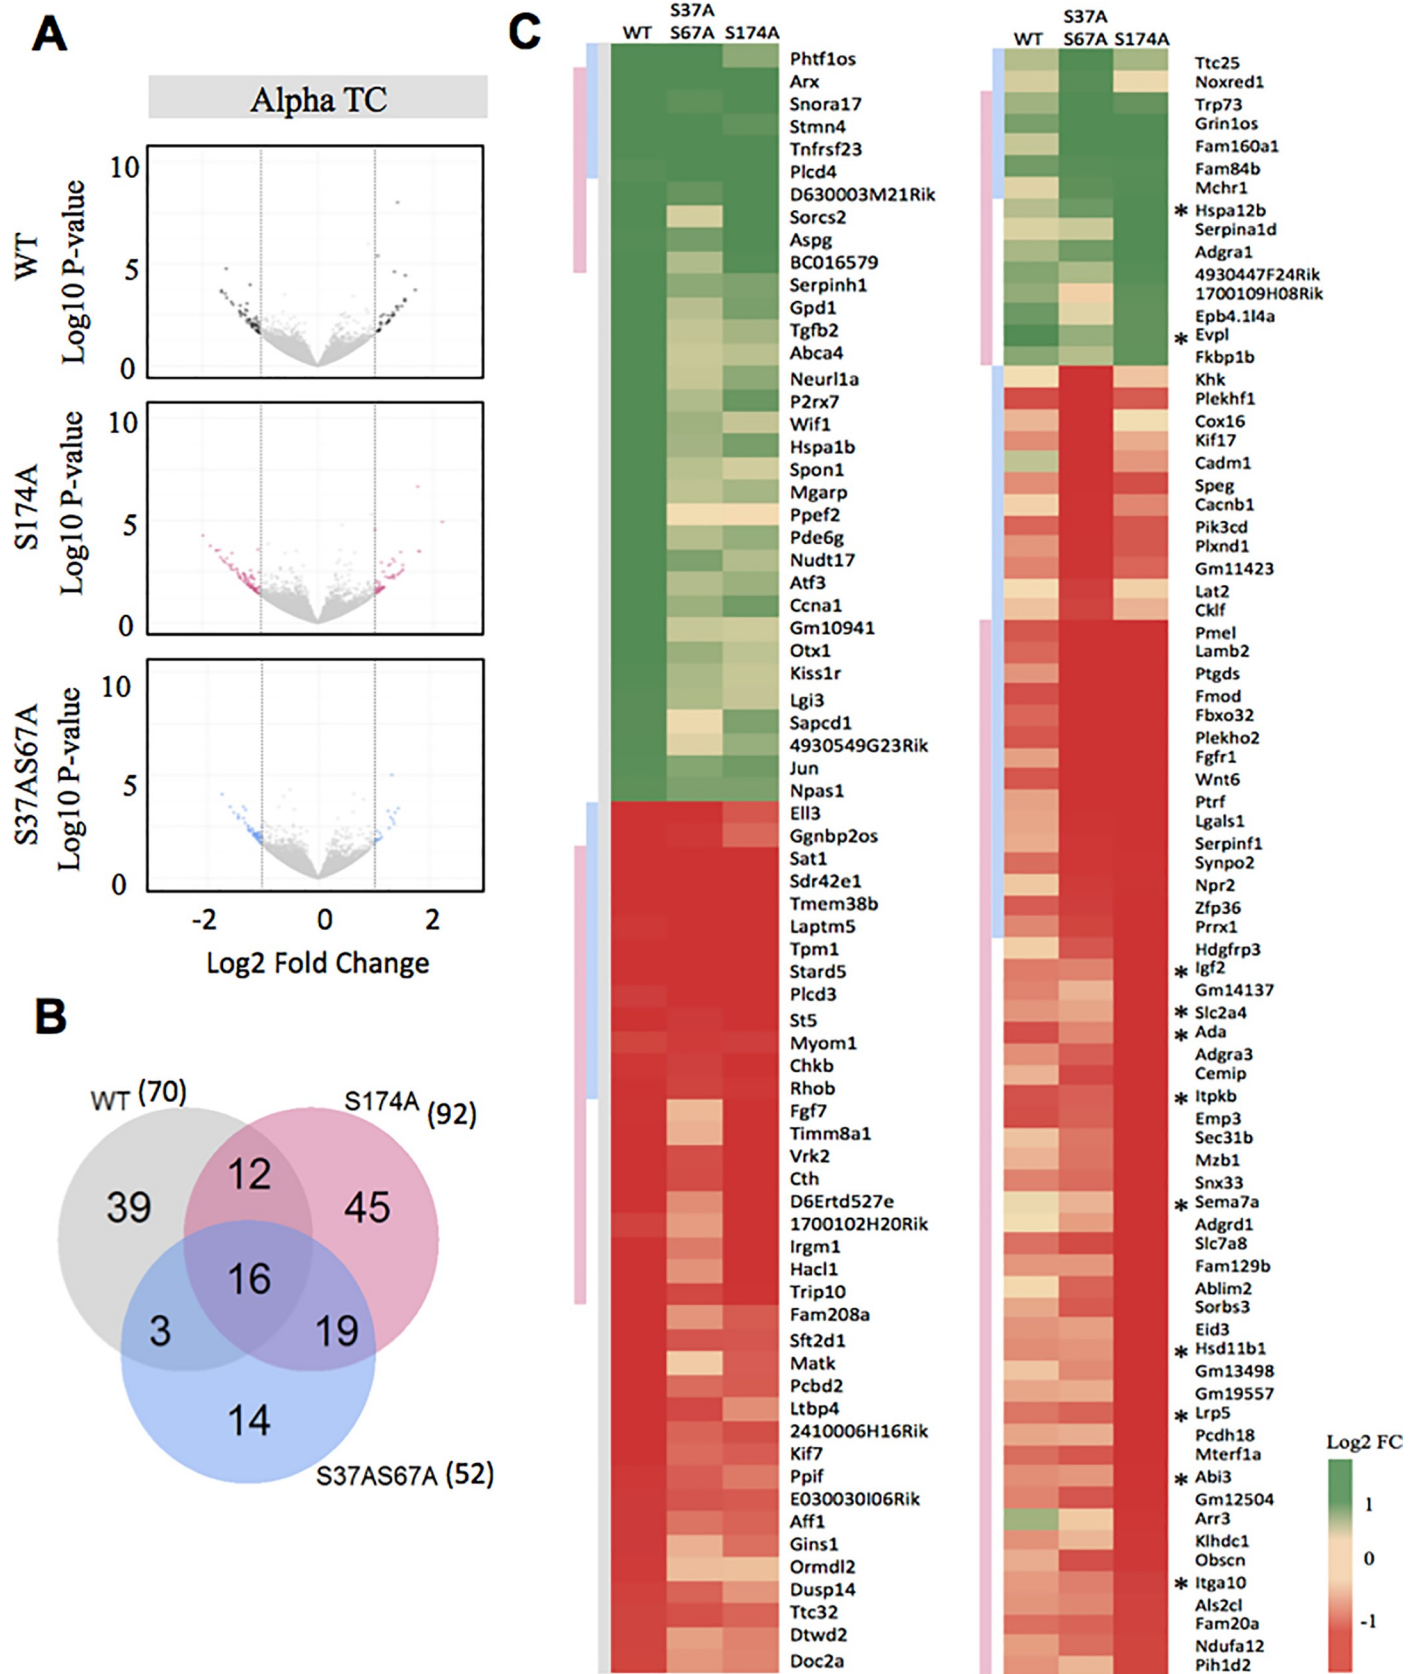 A
Alpha TC
WT
Log10 P-value
10
5
0
S174A
Log10 P-value
10
5
0
S37AS67A
Log10 P-value
10
5
0
-2 0 2
Log2 Fold Change
B
WT (70)
S174A (92)
12
39
45
16
3
19
14
S37AS67A (52)
C
S37A
WT S67A S174A
Phtf1os
Arx
Snora17
Stmn4
Tnfrsf23
Plcd4
D630003M21Rik
Sorcs2
Aspg
BC016579
Serpinh1
Gpd1
Tgfb2
Abca4
Neurl1a
P2rx7
Wif1
Hspa1b
Spon1
Mgarp
Ppef2
Pde6g
Nudt17
Atf3
Ccna1
Gm10941
Otx1
Kiss1r
Lgi3
Sapcd1
4930549G23Rik
Jun
Npas1
Ell3
Ggnbp2os
Sat1
Sdr42e1
Tmem38b
Laptm5
Tpm1
Stard5
Plcd3
St5
Myom1
Chkb
Rhob
Fgf7
Timm8a1
Vrk2
Cth
D6Ertd527e
1700102H20Rik
Irgm1
Hacl1
Trip10
Fam208a
Sft2d1
Matk
Pcbd2
Ltbp4
2410006H16Rik
Kif7
Ppif
E030030I06Rik
Aff1
Gins1
Ormdl2
Dusp14
Ttc32
Dtwd2
Doc2a
S37A
WT S67A S174A
Ttc25
Noxred1
Trp73
Grin1os
Fam160a1
Fam84b
Mchr1
* Hspa12b
Serpina1d
Adgra1
4930447F24Rik
1700109H08Rik
Epb4.1l4a
* Evpl
Fkbp1b
Khk
Plekhf1
Cox16
Kif17
Cadm1
Speg
Cacnb1
Pik3cd
Plxnd1
Gm11423
Lat2
Cklf
Pmel
Lamb2
Ptgds
Fmod
Fbxo32
Plekho2
Fgfr1
Wnt6
Ptrf
Lgals1
Serpinf1
Synpo2
Npr2
Zfp36
Prrx1
Hdgfrp3
* Igf2
Gm14137
* Slc2a4
* Ada
Adgra3
Cemip
* Itpkb
Emp3
Sec31b
Mzb1
Snx33
* Sema7a
Adgrd1
Slc7a8
Fam129b
Ablim2
Sorbs3
Eid3
* Hsd11b1
Gm13498
Gm19557
* Lrp5
Pcdh18
Mterf1a
* Abi3
Gm12504
Arr3
Klhdc1
Obscn
* Itga10
Als2cl
Fam20a
Ndufa12
Pih1d2
Log2 FC
1
0
-1